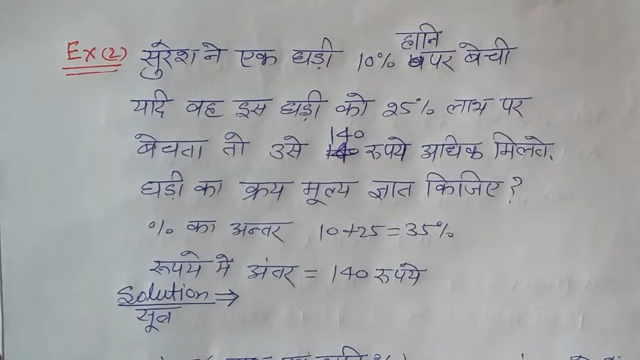 Ex(2) सुरेश ने एक घड़ी 10% हानि पर बेची
यदि वह इस घड़ी को 25% लाभ पर
बेचता तो उसे 140 रुपये अधिक मिलते.
घड़ी का क्रय मूल्य ज्ञात किजिए?
% का अन्तर 10+25=35%
रूपये में अंतर = 140 रुपये
Solution ⇒
सूत्र